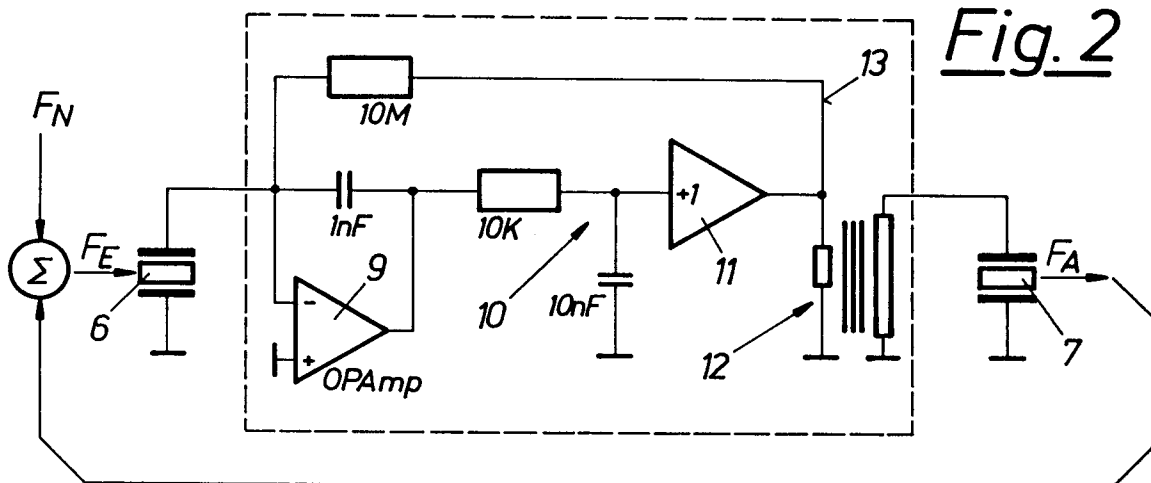 Fig. 2
13
10M
F_N
1nF
10K
+1
11
F_E
Σ
6
9
10
10nF
12
F_A
7
-
+
OPAmp